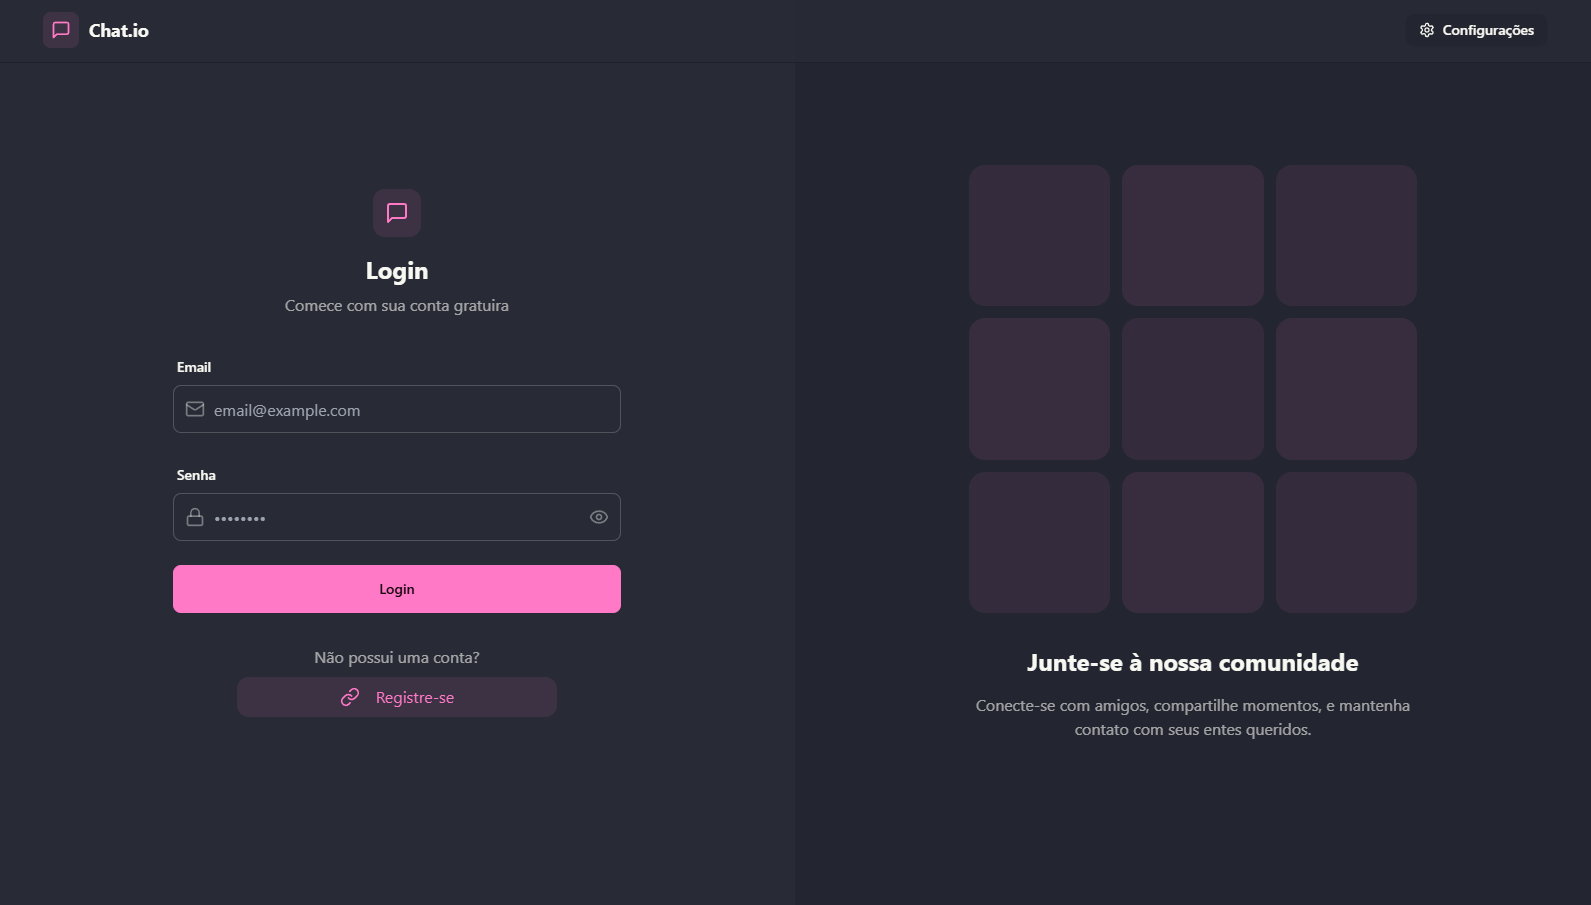 Chat.io
Configurações
Login
Comece com sua conta gratuira
Email
email@example.com
Senha
••••••••
Login
Não possui uma conta?
Registre-se
Junte-se à nossa comunidade
Conecte-se com amigos, compartilhe momentos, e mantenha
contato com seus entes queridos.